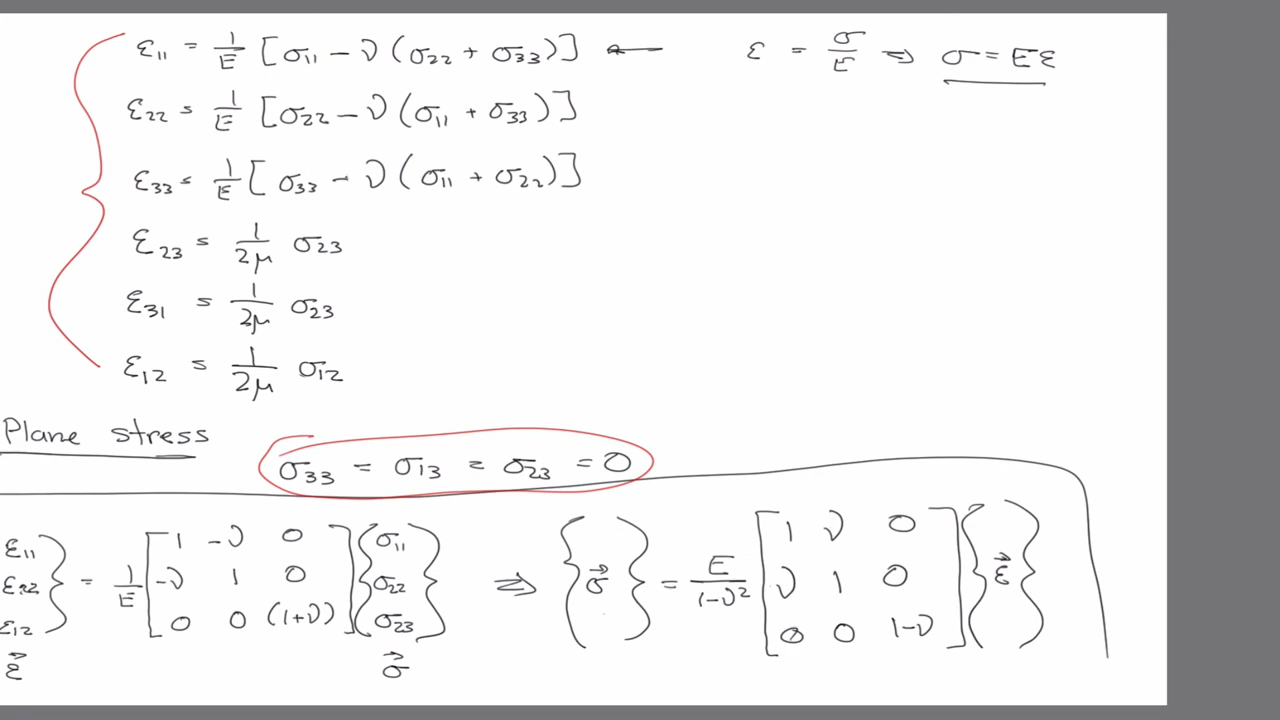 ε11 = 1/E [σ11 − ν (σ22 + σ33)] ←
ε = σ/E ⇒ σ = Eε
ε22 = 1/E [σ22 − ν (σ11 + σ33)]
ε33 = 1/E [σ33 − ν (σ11 + σ22)]
ε23 = 1/2μ σ23
ε31 = 1/2μ σ23
ε12 = 1/2μ σ12
Plane stress
σ33 = σ13 = σ23 = 0
ε11 } [1 −ν 0] { σ11 } { } [1 ν 0] { }
ε22 } = 1/E [−ν 1 0] { σ22 } ⇒ { σ⃗ } = E/1−ν² [ν 1 0] { ε⃗ }
ε12 } [0 0 (1+ν)] { σ23 } { } [0 0 1−ν] { }
ε⃗ σ⃗